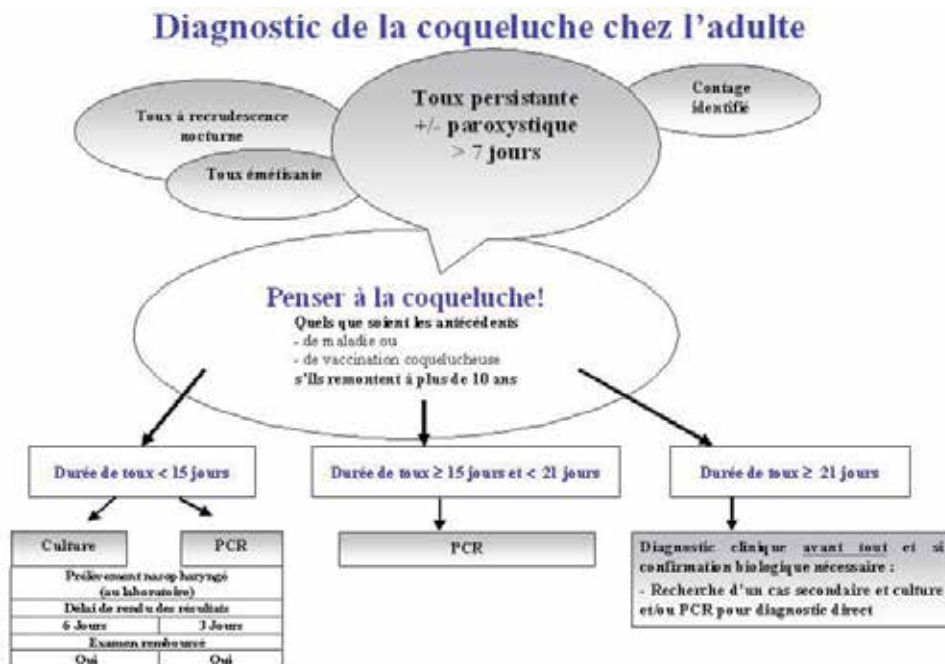 Diagnostic de la coqueluche chez l'adulte
Toux à recrudescence
nocturne
Toux émétisante
Toux persistante
+/- paroxystique
> 7 jours
Contage
identifié
Penser à la coqueluche!
Quels que soient les antécédents
- de maladie ou
- de vaccination coquelucheuse
s'ils remontent à plus de 10 ans
Durée de toux < 15 jours
Durée de toux ≥ 15 jours et < 21 jours
Durée de toux ≥ 21 jours
Culture
PCR
Prélèvement nasopharyngé
(au laboratoire)
Délai de rendu des résultats
6 Jours
3 Jours
Examen remboursé
Oui
Oui
PCR
Diagnostic clinique avant tout et si
confirmation biologique nécessaire :
- Recherche d'un cas secondaire et culture
et/ou PCR pour diagnostic direct